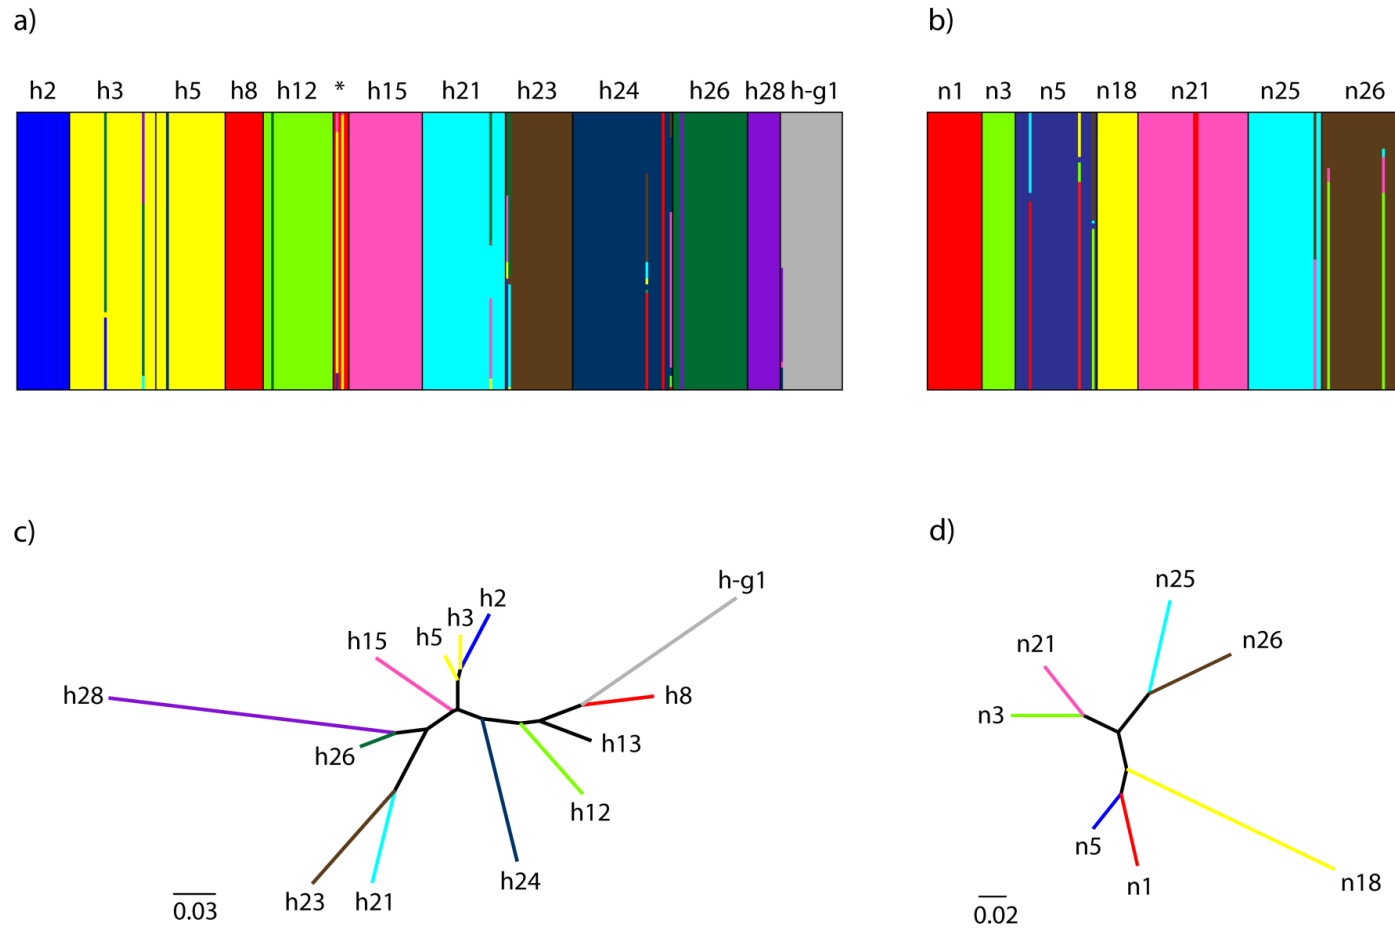 a)
h2 h3 h5 h8 h12 * h15 h21 h23 h24 h26 h28 h-g1
b)
n1 n3 n5 n18 n21 n25 n26
c)
h-g1
h2
h3
h5
h15
h28
h8
h26
h13
h12
h24
h23
h21
0.03
d)
n25
n21
n26
n3
n5
n1
n18
0.02